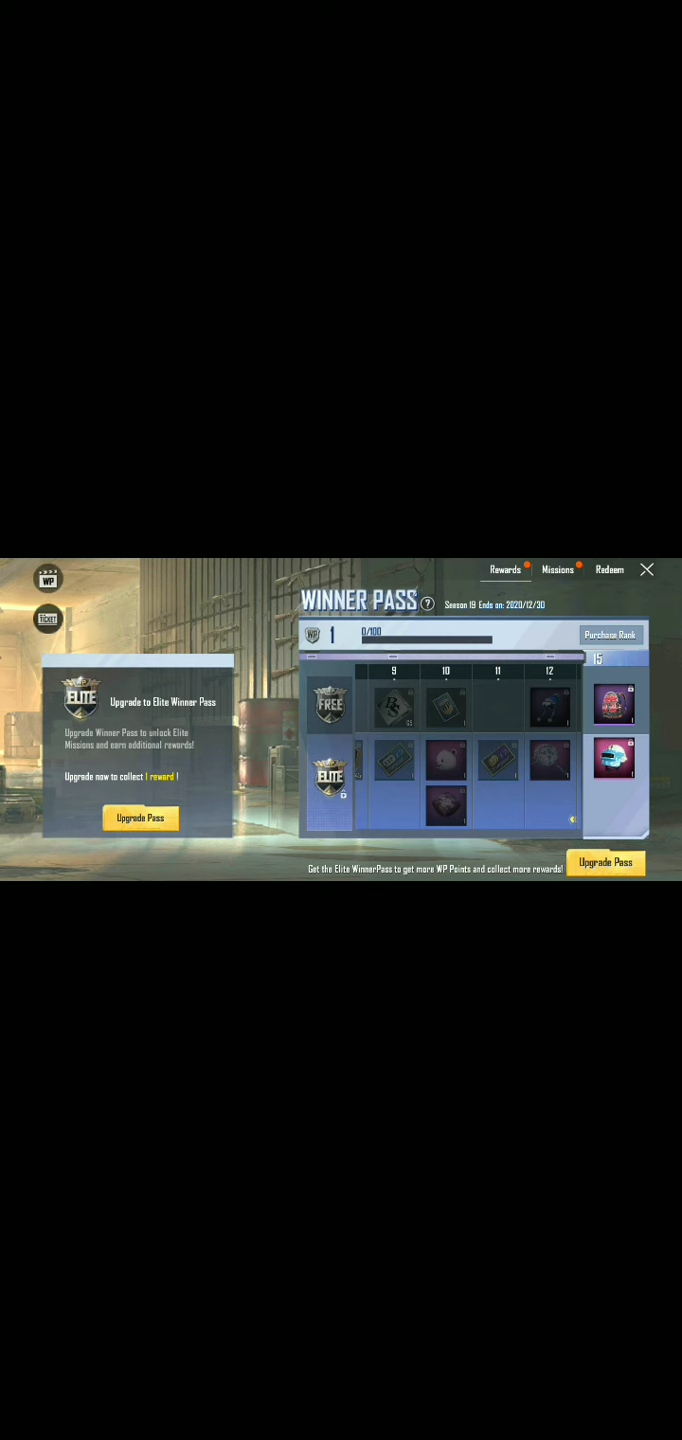 WP
TICKET
Rewards
Missions
Redeem
WINNER PASS
?
Season 19 Ends on: 2020/12/30
WP
1
0/100
Purchase Rank
9
10
11
12
15
FREE
ELITE
ELITE
Upgrade to Elite Winner Pass
Upgrade Winner Pass to unlock Elite
Missions and earn additional rewards!
Upgrade now to collect 1 reward !
Upgrade Pass
Get the Elite WinnerPass to get more WP Points and collect more rewards!
Upgrade Pass